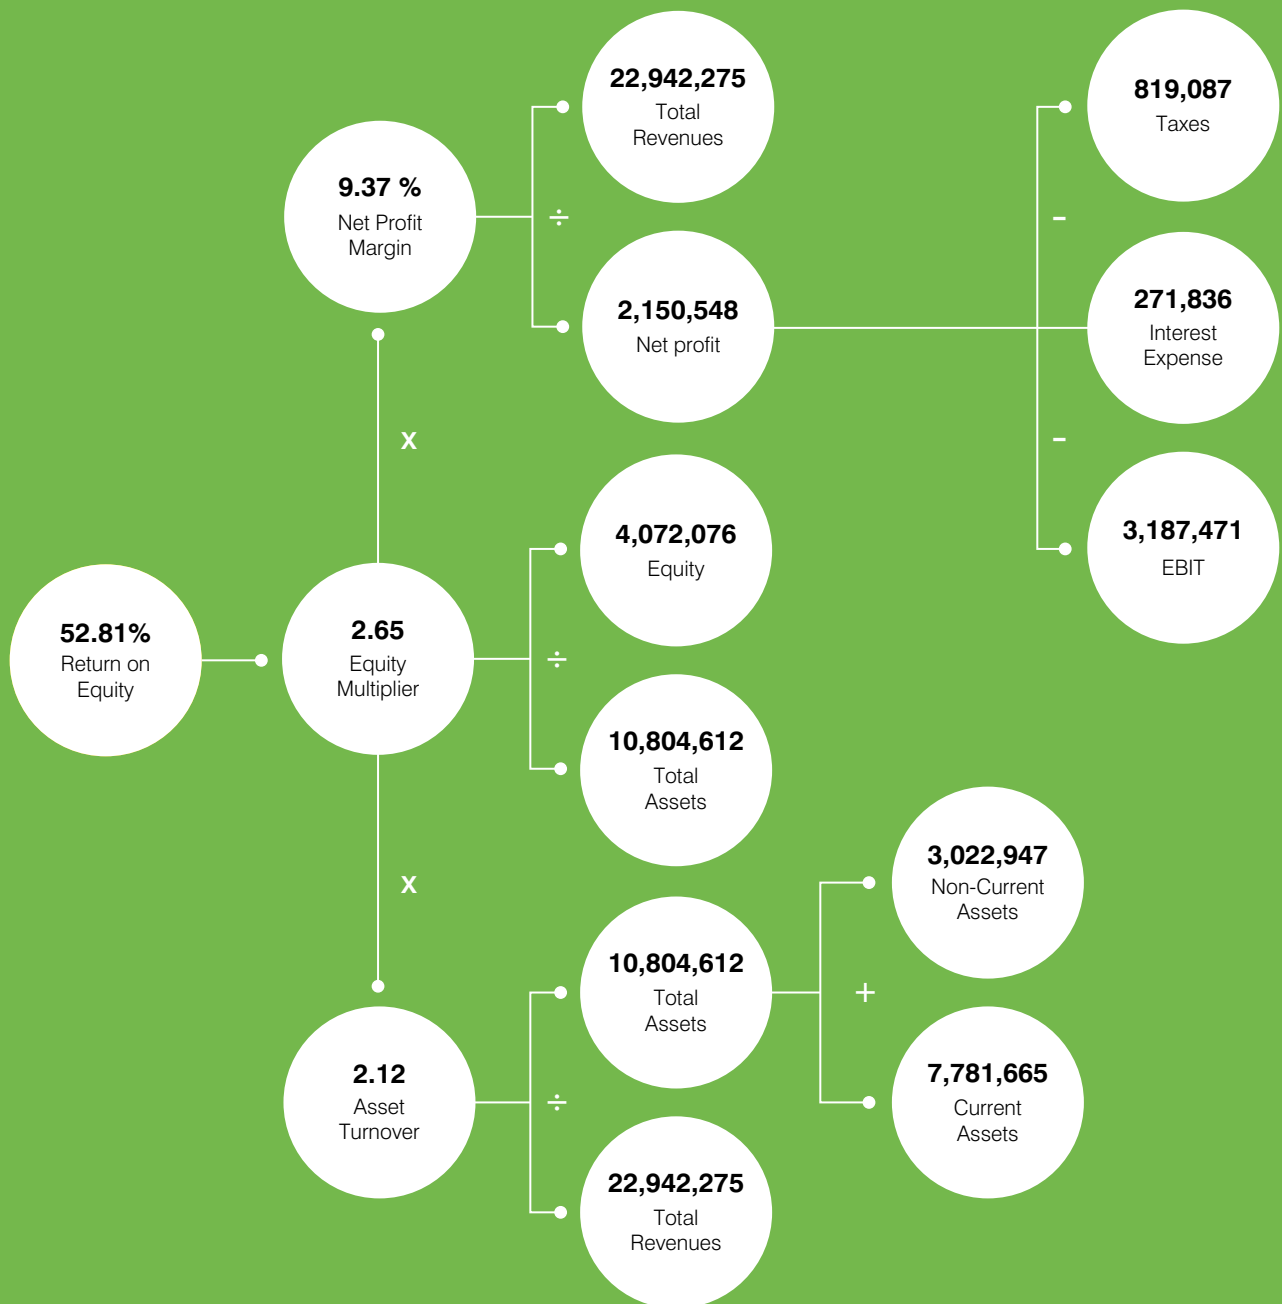 22,942,275
Total
Revenues
819,087
Taxes
9.37 %
Net Profit
Margin
÷
-
2,150,548
Net profit
271,836
Interest
Expense
x
-
4,072,076
Equity
3,187,471
EBIT
52.81%
Return on
Equity
2.65
Equity
Multiplier
÷
10,804,612
Total
Assets
3,022,947
Non-Current
Assets
x
10,804,612
Total
Assets
+
2.12
Asset
Turnover
÷
7,781,665
Current
Assets
22,942,275
Total
Revenues